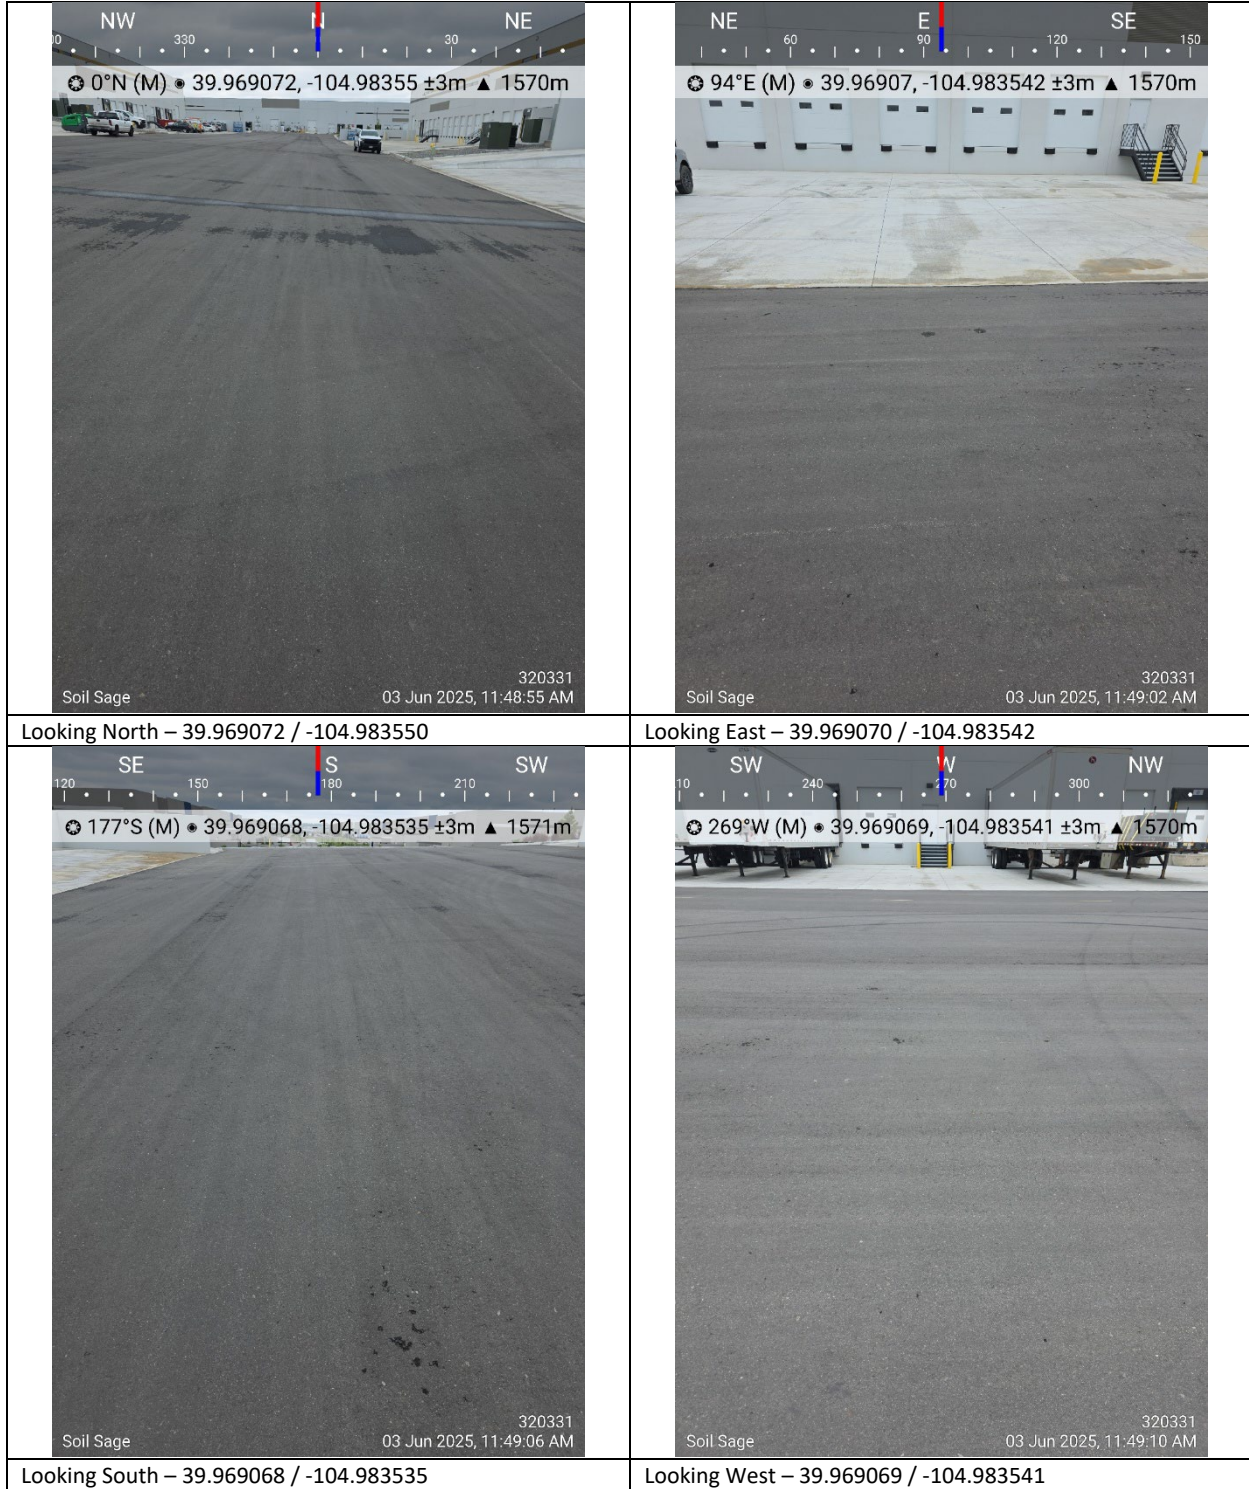 NW N NE
00 330 30
0°N (M) 39.969072, -104.98355 ±3m ▲ 1570m
320331
Soil Sage 03 Jun 2025, 11:48:55 AM
Looking North – 39.969072 / -104.983550
NE E SE
60 90 120 150
94°E (M) 39.96907, -104.983542 ±3m ▲ 1570m
320331
Soil Sage 03 Jun 2025, 11:49:02 AM
Looking East – 39.969070 / -104.983542
SE S SW
120 150 180 210
177°S (M) 39.969068, -104.983535 ±3m ▲ 1571m
320331
Soil Sage 03 Jun 2025, 11:49:06 AM
Looking South – 39.969068 / -104.983535
SW W NW
10 240 270 300
269°W (M) 39.969069, -104.983541 ±3m ▲ 1570m
320331
Soil Sage 03 Jun 2025, 11:49:10 AM
Looking West – 39.969069 / -104.983541